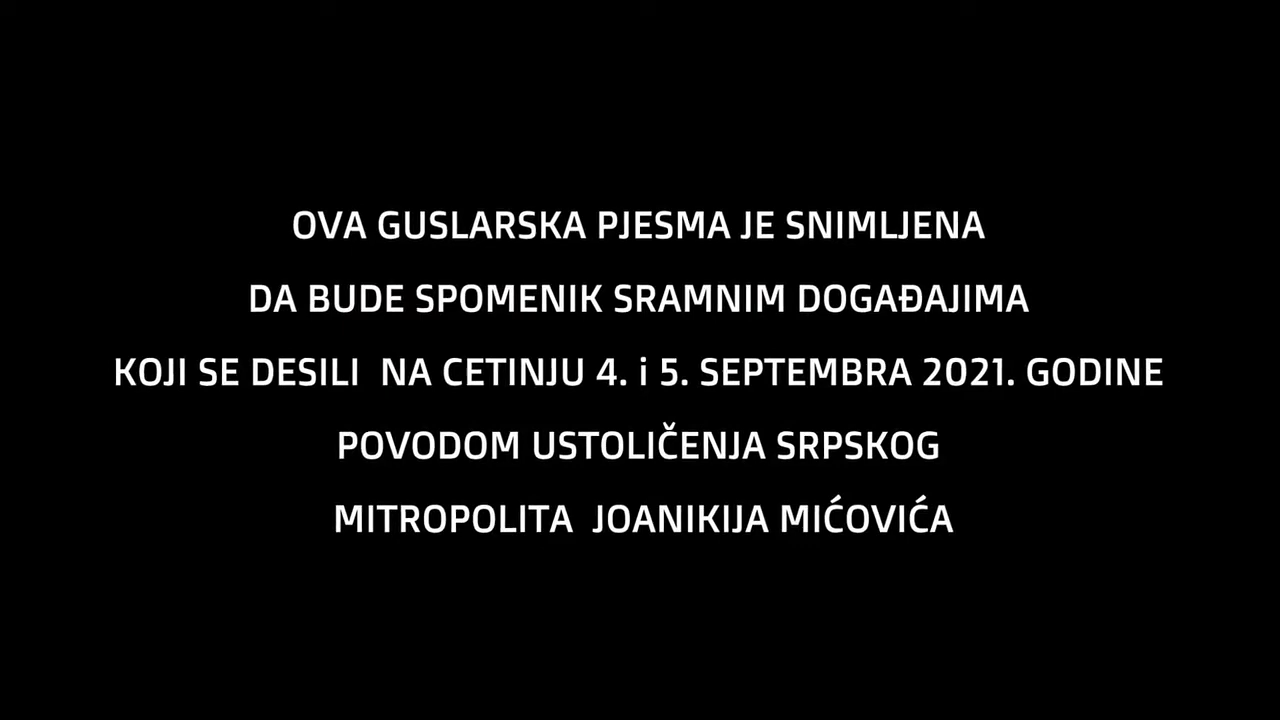 OVA GUSLARSKA PJESMA JE SNIMLJENA
DA BUDE SPOMENIK SRAMNIM DOGAĐAJIMA
KOJI SE DESILI NA CETINJU 4. i 5. SEPTEMBRA 2021. GODINE
POVODOM USTOLIČENJA SRPSKOG
MITROPOLITA JOANIKIJA MIĆOVIĆA